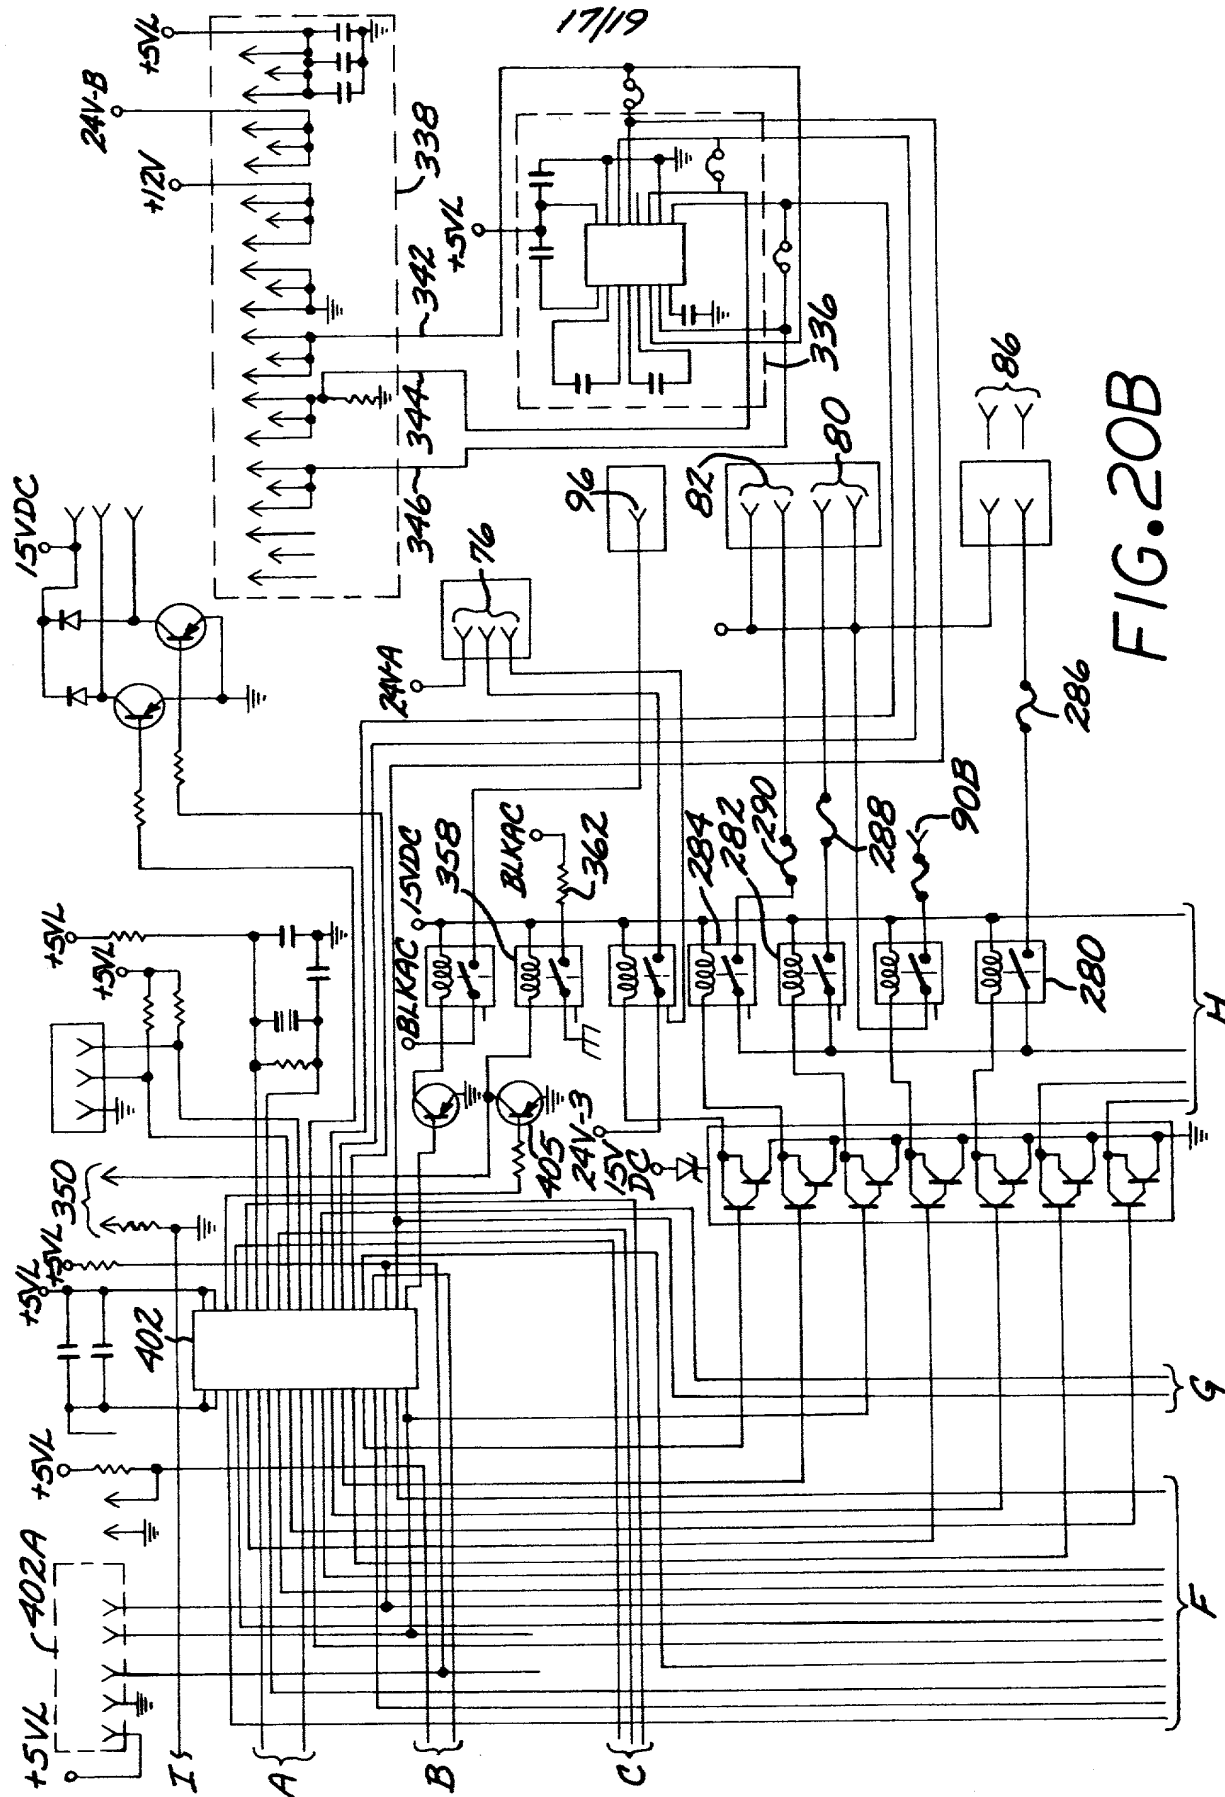 17/19
+5VL
24V-B
+12V
338
342
+5VL
336
344
346
15VDC
24V-A
76
96
82
80
86
286
290
288
90B
284
282
280
BLKAC
362
358
15VDC
BLKAC
+5VL
+5VL
350
405
24V-3
15V
DC
+5VL
+5VL
402
+5VL
402A
+5VL
I
A
B
C
F
G
H
FIG.20B